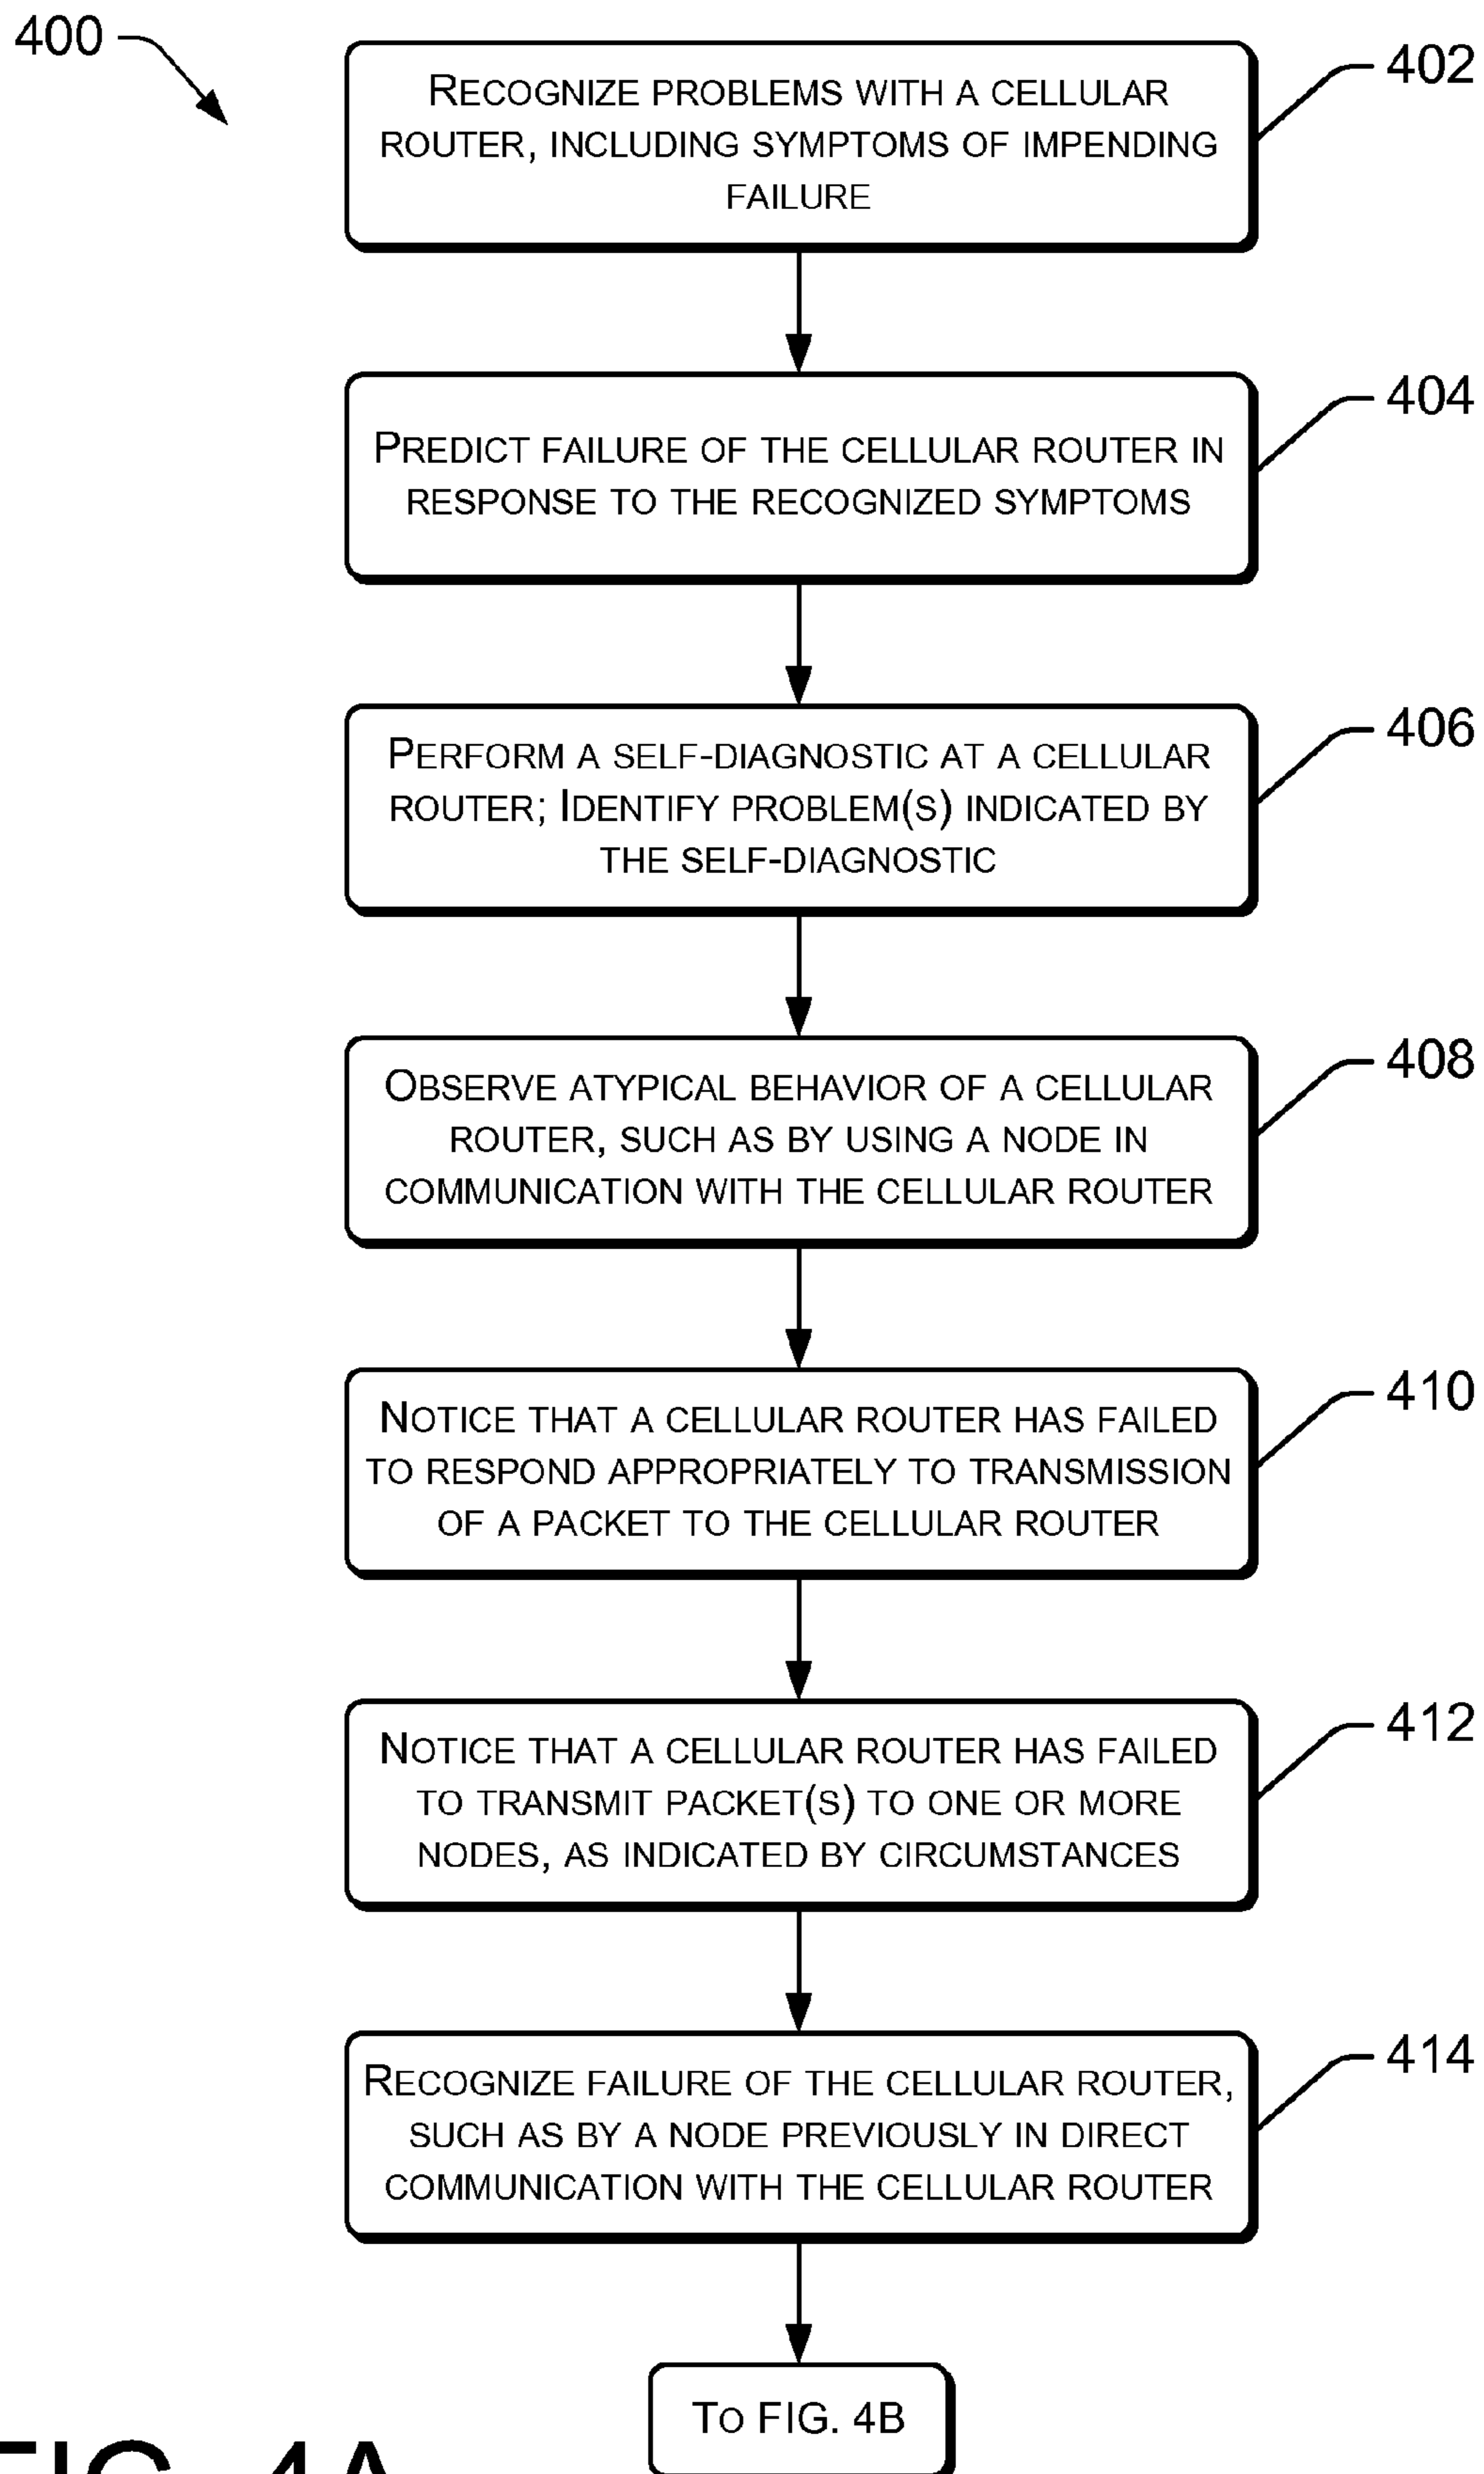 400
RECOGNIZE PROBLEMS WITH A CELLULAR
ROUTER, INCLUDING SYMPTOMS OF IMPENDING
FAILURE
402
PREDICT FAILURE OF THE CELLULAR ROUTER IN
RESPONSE TO THE RECOGNIZED SYMPTOMS
404
PERFORM A SELF-DIAGNOSTIC AT A CELLULAR
ROUTER; IDENTIFY PROBLEM(S) INDICATED BY
THE SELF-DIAGNOSTIC
406
OBSERVE ATYPICAL BEHAVIOR OF A CELLULAR
ROUTER, SUCH AS BY USING A NODE IN
COMMUNICATION WITH THE CELLULAR ROUTER
408
NOTICE THAT A CELLULAR ROUTER HAS FAILED
TO RESPOND APPROPRIATELY TO TRANSMISSION
OF A PACKET TO THE CELLULAR ROUTER
410
NOTICE THAT A CELLULAR ROUTER HAS FAILED
TO TRANSMIT PACKET(S) TO ONE OR MORE
NODES, AS INDICATED BY CIRCUMSTANCES
412
RECOGNIZE FAILURE OF THE CELLULAR ROUTER,
SUCH AS BY A NODE PREVIOUSLY IN DIRECT
COMMUNICATION WITH THE CELLULAR ROUTER
414
TO FIG. 4B
FIG. 4A